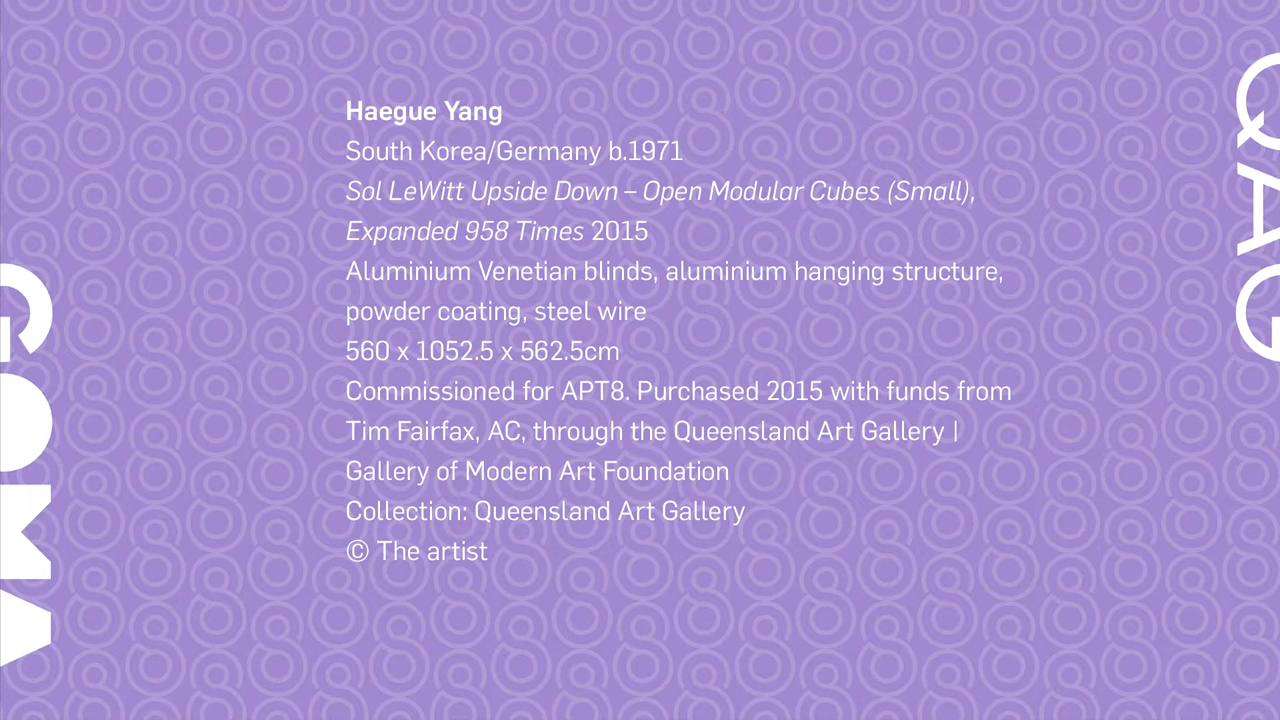 Haegue Yang
South Korea/Germany b.1971
Sol LeWitt Upside Down – Open Modular Cubes (Small),
Expanded 958 Times 2015
Aluminium Venetian blinds, aluminium hanging structure,
powder coating, steel wire
560 x 1052.5 x 562.5cm
Commissioned for APT8. Purchased 2015 with funds from
Tim Fairfax, AC, through the Queensland Art Gallery |
Gallery of Modern Art Foundation
Collection: Queensland Art Gallery
© The artist
GOMA
QAG